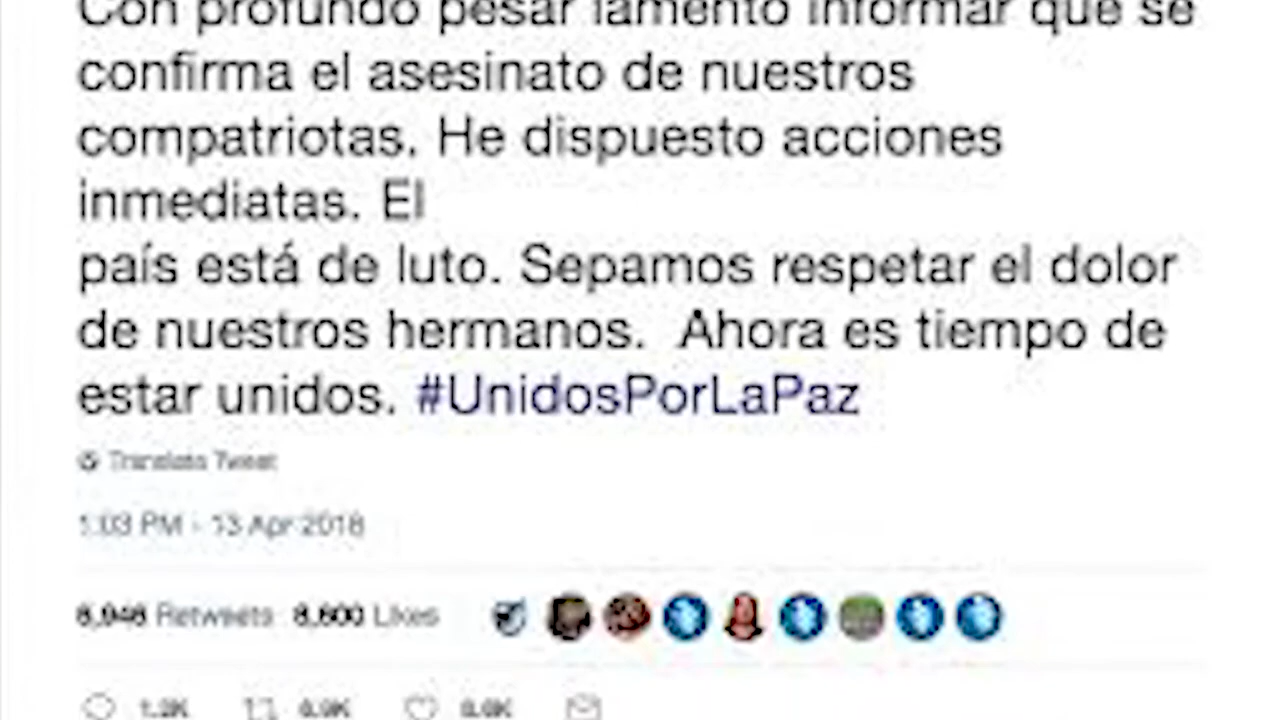 Con profundo pesar lamento informar que se
confirma el asesinato de nuestros
compatriotas. He dispuesto acciones
inmediatas. El
país está de luto. Sepamos respetar el dolor
de nuestros hermanos.  Ahora es tiempo de
estar unidos. #UnidosPorLaPaz
Translate Tweet
1:03 PM - 13 Apr 2018
Retweets Likes